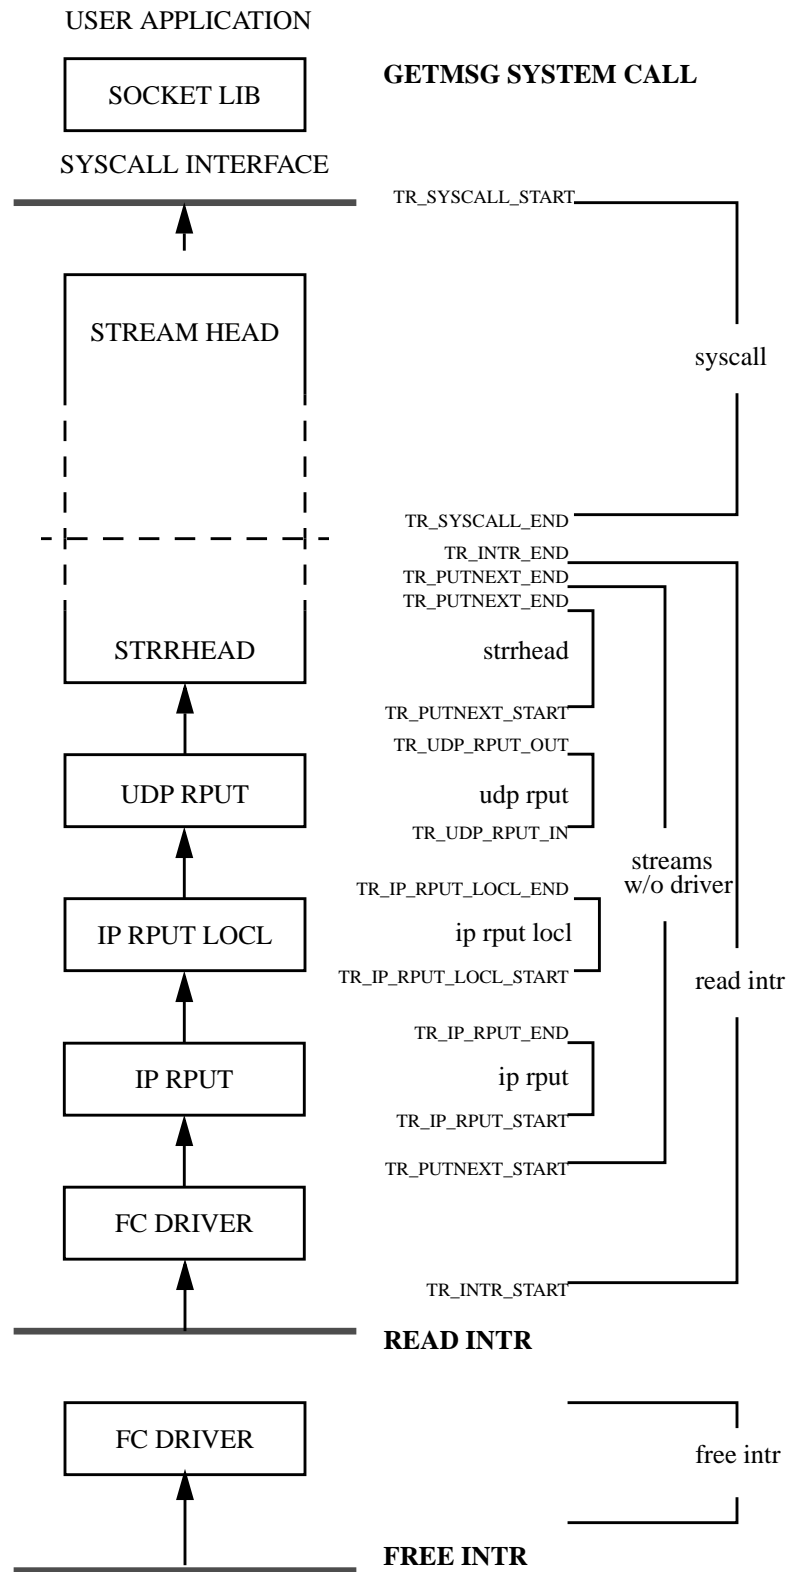 USER APPLICATION
GETMSG SYSTEM CALL
SOCKET LIB
SYSCALL INTERFACE
TR_SYSCALL_START
STREAM HEAD
syscall
TR_SYSCALL_END
TR_INTR_END
TR_PUTNEXT_END
TR_PUTNEXT_END
STRRHEAD
strrhead
TR_PUTNEXT_START
TR_UDP_RPUT_OUT
UDP RPUT
udp rput
TR_UDP_RPUT_IN
streams
w/o driver
TR_IP_RPUT_LOCL_END
IP RPUT LOCL
ip rput locl
TR_IP_RPUT_LOCL_START
read intr
TR_IP_RPUT_END
IP RPUT
ip rput
TR_IP_RPUT_START
TR_PUTNEXT_START
FC DRIVER
TR_INTR_START
READ INTR
FC DRIVER
free intr
FREE INTR